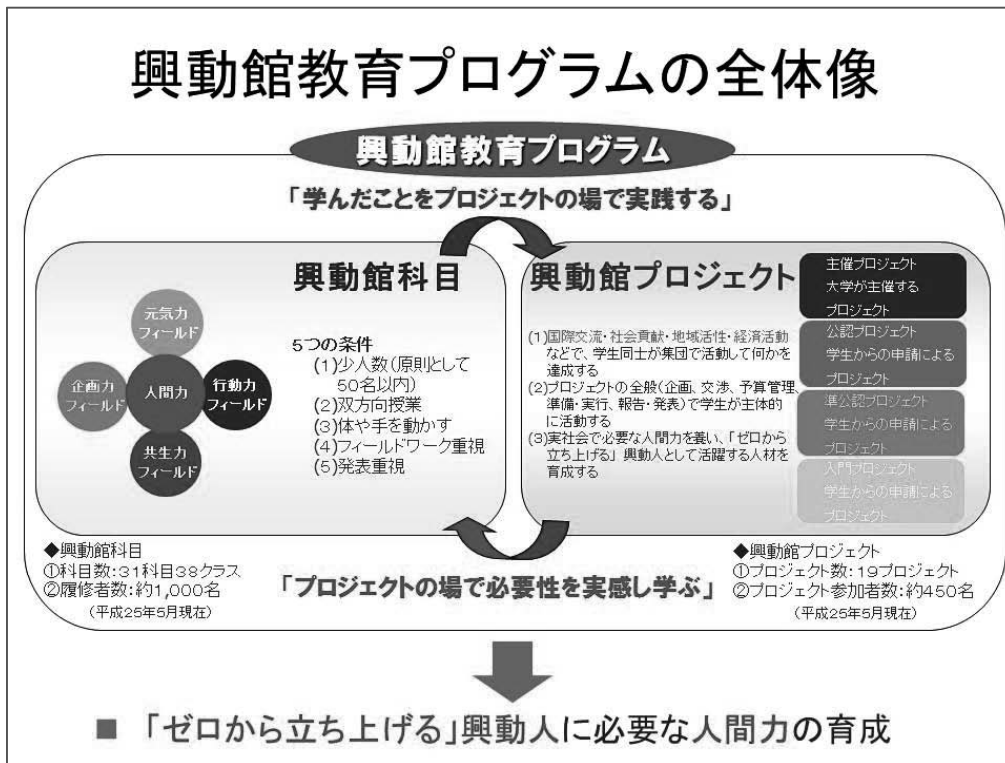 興動館教育プログラムの全体像
興動館教育プログラム
「学んだことをプロジェクトの場で実践する」
興動館科目
元気力
フィールド
企画力
フィールド
人間力
行動力
フィールド
共生力
フィールド
5つの条件
(1)少人数(原則として
50名以内)
(2)双方向授業
(3)体や手を動かす
(4)フィールドワーク重視
(5)発表重視
興動館プロジェクト
(1)国際交流・社会貢献・地域活性・経済活動
などで、学生同士が集団で活動して何かを
達成する
(2)プロジェクトの全般(企画、交渉、予算管理、
準備・実行、報告・発表)で学生が主体的
に活動する
(3)実社会で必要な人間力を養い、「ゼロから
立ち上げる」興動人として活躍する人材を
育成する
主催プロジェクト
大学が主催する
プロジェクト
公認プロジェクト
学生からの申請による
プロジェクト
準公認プロジェクト
学生からの申請による
プロジェクト
入門プロジェクト
学生からの申請による
プロジェクト
◆興動館科目
①科目数:31科目38クラス
②履修者数:約1,000名
(平成25年5月現在)
「プロジェクトの場で必要性を実感し学ぶ」
◆興動館プロジェクト
①プロジェクト数:19プロジェクト
②プロジェクト参加者数:約450名
(平成25年5月現在)
■ 「ゼロから立ち上げる」興動人に必要な人間力の育成